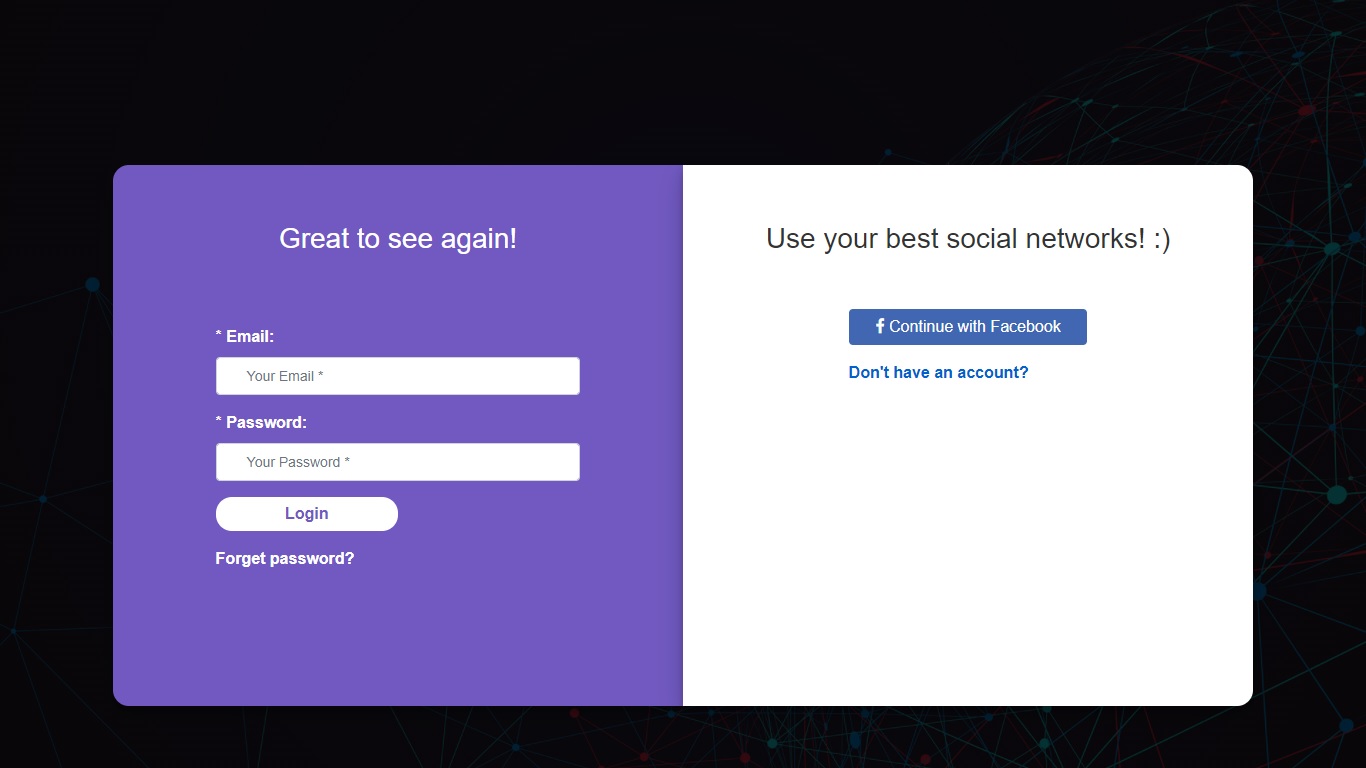 Great to see again!
* Email:
Your Email *
* Password:
Your Password *
Login
Forget password?
Use your best social networks! :)
Continue with Facebook
Don't have an account?